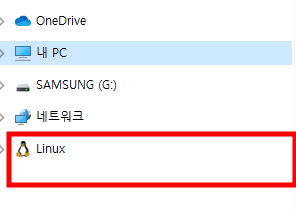 OneDrive
내 PC
SAMSUNG (G:)
네트워크
Linux